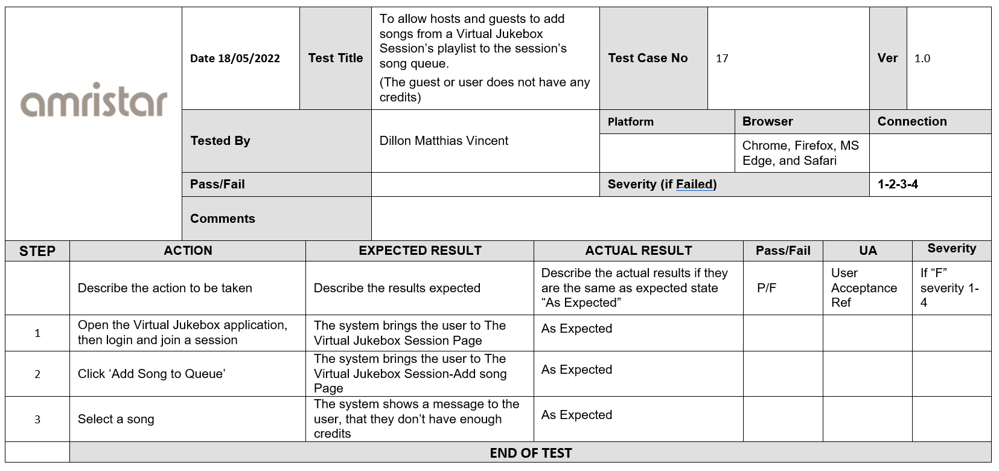 amristar
Date 18/05/2022
Test Title
To allow hosts and guests to add
songs from a Virtual Jukebox
Session’s playlist to the session’s
song queue.
(The guest or user does not have any
credits)
Test Case No
17
Ver
1.0
Tested By
Dillon Matthias Vincent
Platform
Browser
Connection
Chrome, Firefox, MS
Edge, and Safari
Pass/Fail
Severity (if Failed)
1-2-3-4
Comments
STEP
ACTION
EXPECTED RESULT
ACTUAL RESULT
Pass/Fail
UA
Severity
Describe the action to be taken
Describe the results expected
Describe the actual results if they
are the same as expected state
“As Expected”
P/F
User
Acceptance
Ref
If “F”
severity 1-
4
1
Open the Virtual Jukebox application,
then login and join a session
The system brings the user to The
Virtual Jukebox Session Page
As Expected
2
Click ‘Add Song to Queue’
The system brings the user to The
Virtual Jukebox Session-Add song
Page
As Expected
3
Select a song
The system shows a message to the
user, that they don’t have enough
credits
As Expected
END OF TEST